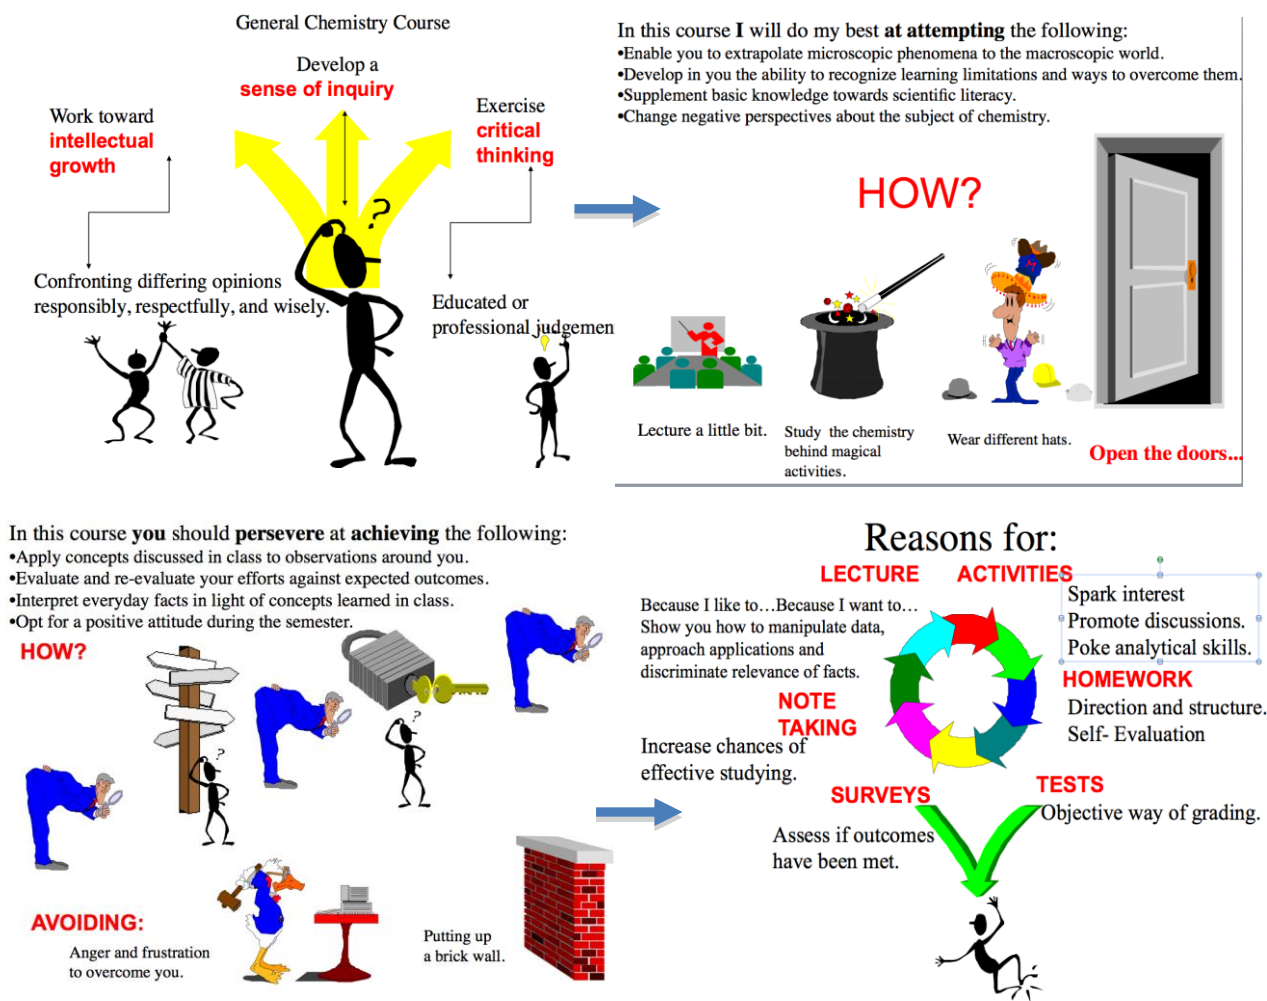 General Chemistry Course
Develop a
sense of inquiry
Work toward
intellectual
growth
Exercise
critical
thinking
?
Confronting differing opinions
responsibly, respectfully, and wisely.
Educated or
professional judgemen
In this course I will do my best at attempting the following:
•Enable you to extrapolate microscopic phenomena to the macroscopic world.
•Develop in you the ability to recognize learning limitations and ways to overcome them.
•Supplement basic knowledge towards scientific literacy.
•Change negative perspectives about the subject of chemistry.
HOW?
M
Lecture a little bit.
Study the chemistry
behind magical
activities.
Wear different hats.
Open the doors...
In this course you should persevere at achieving the following:
•Apply concepts discussed in class to observations around you.
•Evaluate and re-evaluate your efforts against expected outcomes.
•Interpret everyday facts in light of concepts learned in class.
•Opt for a positive attitude during the semester.
HOW?
?
?
AVOIDING:
Anger and frustration
to overcome you.
Putting up
a brick wall.
Reasons for:
LECTURE
Because I like to…Because I want to…
Show you how to manipulate data,
approach applications and
discriminate relevance of facts.
ACTIVITIES
Spark interest
Promote discussions.
Poke analytical skills.
HOMEWORK
Direction and structure.
Self- Evaluation
NOTE
TAKING
Increase chances of
effective studying.
SURVEYS
Assess if outcomes
have been met.
TESTS
Objective way of grading.